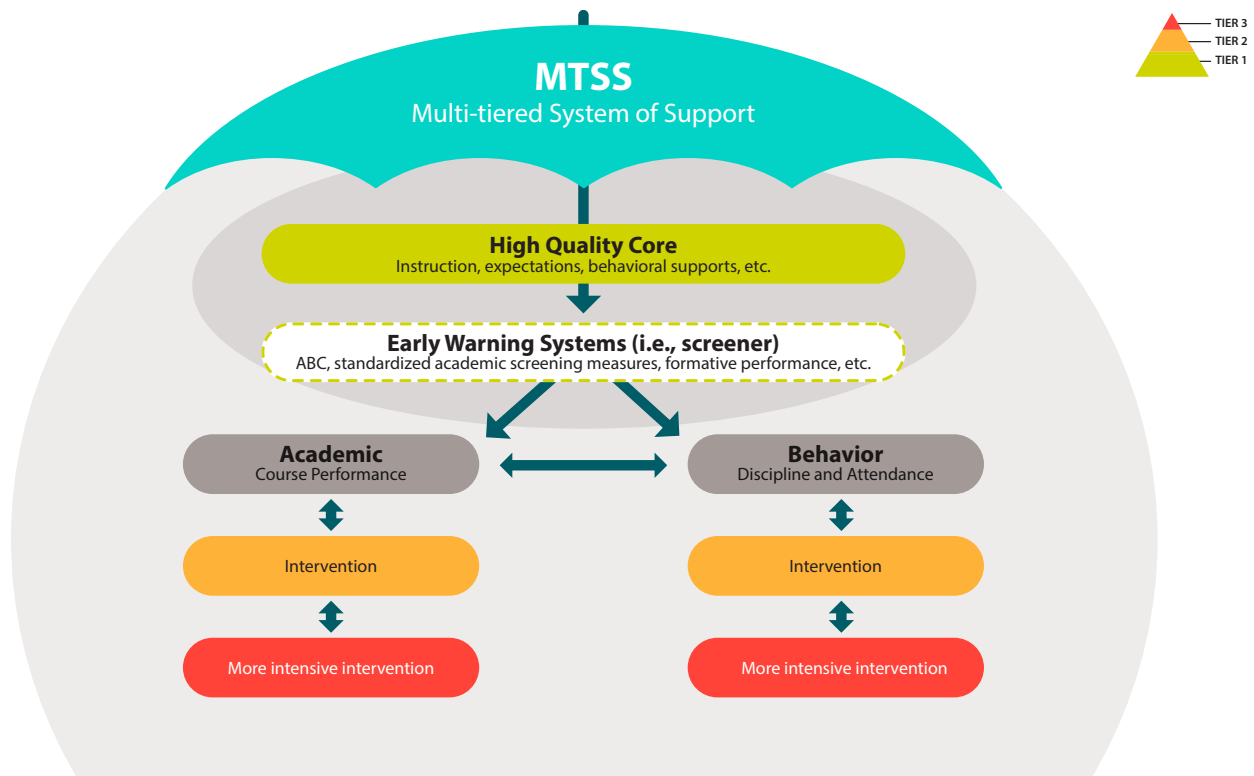 MTSS
Multi-tiered System of Support
TIER 3
TIER 2
TIER 1
High Quality Core
Instruction, expectations, behavioral supports, etc.
Early Warning Systems (i.e., screener)
ABC, standardized academic screening measures, formative performance, etc.
Academic
Course Performance
Behavior
Discipline and Attendance
Intervention
Intervention
More intensive intervention
More intensive intervention